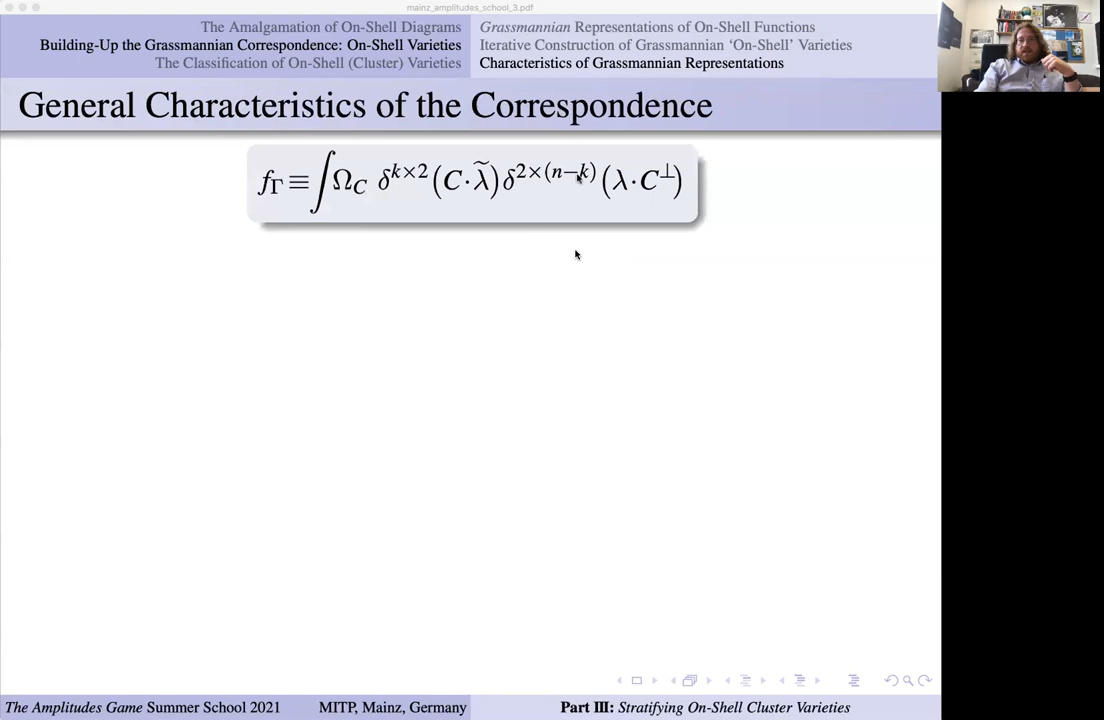 mainz_amplitudes_school_3.pdf
The Amalgamation of On-Shell Diagrams
Building-Up the Grassmannian Correspondence: On-Shell Varieties
The Classification of On-Shell (Cluster) Varieties
Grassmannian Representations of On-Shell Functions
Iterative Construction of Grassmannian ‘On-Shell’ Varieties
Characteristics of Grassmannian Representations
General Characteristics of the Correspondence
f_Γ ≡ ∫ Ω_C δ^{k×2}(C·λ̃) δ^{2×(n−k)}(λ·C^⊥)
The Amplitudes Game Summer School 2021 MITP, Mainz, Germany Part III: Stratifying On-Shell Cluster Varieties